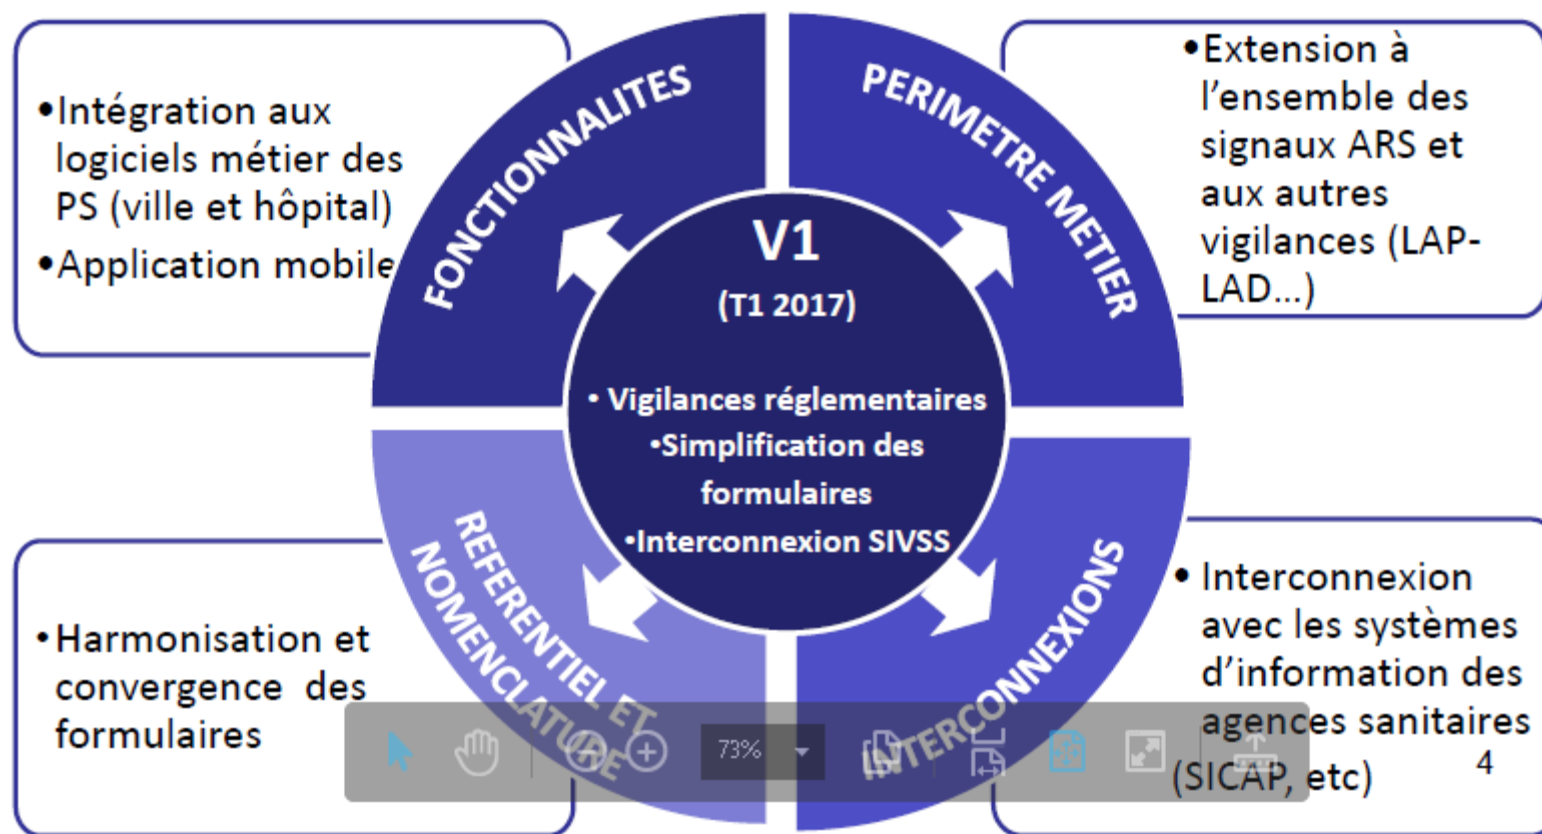 •Intégration aux
logiciels métier des
PS (ville et hôpital)
•Application mobile
FONCTIONNALITES
PERIMETRE METIER
•Extension à
l'ensemble des
signaux ARS et
aux autres
vigilances (LAP-
LAD...)
V1
(T1 2017)
• Vigilances réglementaires
•Simplification des
formulaires
•Interconnexion SIVSS
•Harmonisation et
convergence des
formulaires
REFERENTIEL ET
NOMENCLATURE
INTERCONNEXIONS
• Interconnexion
avec les systèmes
d'information des
agences sanitaires
(SICAP, etc)
73%
4